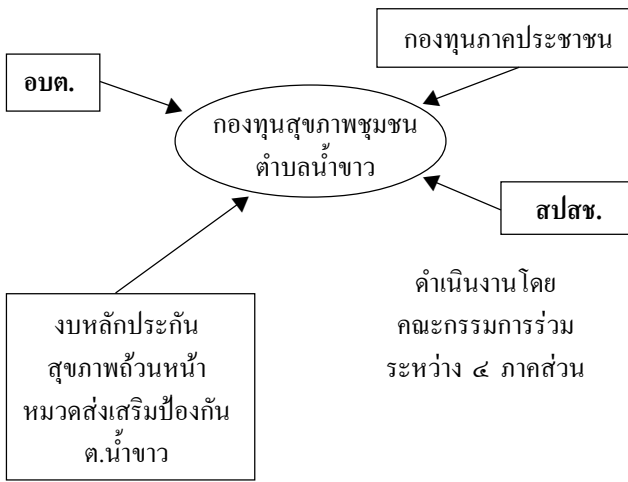 กองทุนภาคประชาชน
อบต.
กองทุนสุขภาพชุมชน
ตำบลน้ำขาว
สปสช.
ดำเนินงานโดย
คณะกรรมการร่วม
ระหว่าง ๔ ภาคส่วน
งบหลักประกัน
สุขภาพถ้วนหน้า
หมวดส่งเสริมป้องกัน
ต.น้ำขาว